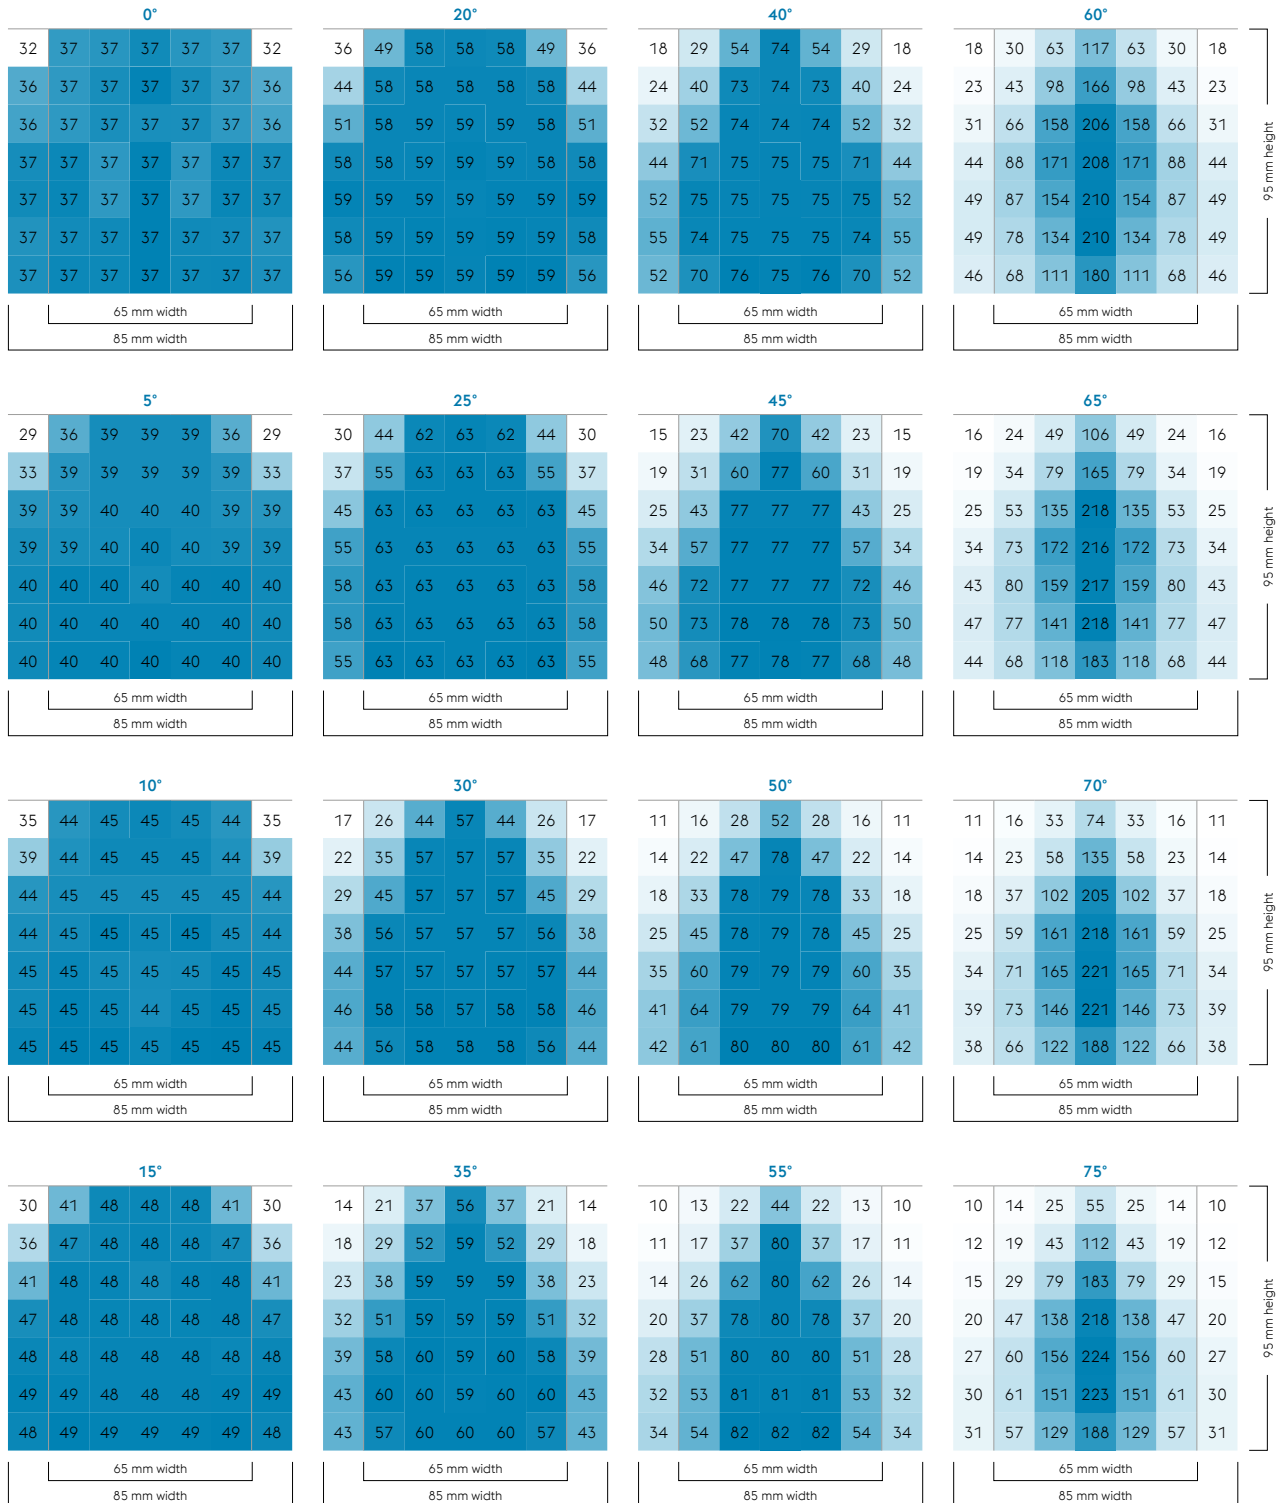 0° 20° 40° 60°
32 37 37 37 37 37 32 36 49 58 58 58 49 36 18 29 54 74 54 29 18 18 30 63 117 63 30 18
36 37 37 37 37 37 36 44 58 58 58 58 58 44 24 40 73 74 73 40 24 23 43 98 166 98 43 23
36 37 37 37 37 37 36 51 58 59 59 59 58 51 32 52 74 74 74 52 32 31 66 158 206 158 66 31
37 37 37 37 37 37 37 58 58 59 59 59 58 58 44 71 75 75 75 71 44 44 88 171 208 171 88 44
37 37 37 37 37 37 37 59 59 59 59 59 59 59 52 75 75 75 75 75 52 49 87 154 210 154 87 49
37 37 37 37 37 37 37 58 59 59 59 59 59 58 55 74 75 75 75 74 55 49 78 134 210 134 78 49
37 37 37 37 37 37 37 56 59 59 59 59 59 56 52 70 76 75 76 70 52 46 68 111 180 111 68 46
95 mm height
65 mm width 65 mm width 65 mm width 65 mm width
85 mm width 85 mm width 85 mm width 85 mm width
5° 25° 45° 65°
29 36 39 39 39 36 29 30 44 62 63 62 44 30 15 23 42 70 42 23 15 16 24 49 106 49 24 16
33 39 39 39 39 39 33 37 55 63 63 63 55 37 19 31 60 77 60 31 19 19 34 79 165 79 34 19
39 39 40 40 40 39 39 45 63 63 63 63 63 45 25 43 77 77 77 43 25 25 53 135 218 135 53 25
39 39 40 40 40 39 39 55 63 63 63 63 63 55 34 57 77 77 77 57 34 34 73 172 216 172 73 34
40 40 40 40 40 40 40 58 63 63 63 63 63 58 46 72 77 77 77 72 46 43 80 159 217 159 80 43
40 40 40 40 40 40 40 58 63 63 63 63 63 58 50 73 78 78 78 73 50 47 77 141 218 141 77 47
40 40 40 40 40 40 40 55 63 63 63 63 63 55 48 68 77 78 77 68 48 44 68 118 183 118 68 44
95 mm height
65 mm width 65 mm width 65 mm width 65 mm width
85 mm width 85 mm width 85 mm width 85 mm width
10° 30° 50° 70°
35 44 45 45 45 44 35 17 26 44 57 44 26 17 11 16 28 52 28 16 11 11 16 33 74 33 16 11
39 44 45 45 45 44 39 22 35 57 57 57 35 22 14 22 47 78 47 22 14 14 23 58 135 58 23 14
44 45 45 45 45 45 44 29 45 57 57 57 45 29 18 33 78 79 78 33 18 18 37 102 205 102 37 18
44 45 45 45 45 45 44 38 56 57 57 57 56 38 25 45 78 79 78 45 25 25 59 161 218 161 59 25
45 45 45 45 45 45 45 44 57 57 57 57 57 44 35 60 79 79 79 60 35 34 71 165 221 165 71 34
45 45 45 44 45 45 45 46 58 58 57 58 58 46 41 64 79 79 79 64 41 39 73 146 221 146 73 39
45 45 45 45 45 45 45 44 56 58 58 58 56 44 42 61 80 80 80 61 42 38 66 122 188 122 66 38
95 mm height
65 mm width 65 mm width 65 mm width 65 mm width
85 mm width 85 mm width 85 mm width 85 mm width
15° 35° 55° 75°
30 41 48 48 48 41 30 14 21 37 56 37 21 14 10 13 22 44 22 13 10 10 14 25 55 25 14 10
36 47 48 48 48 47 36 18 29 52 59 52 29 18 11 17 37 80 37 17 11 12 19 43 112 43 19 12
41 48 48 48 48 48 41 23 38 59 59 59 38 23 14 26 62 80 62 26 14 15 29 79 183 79 29 15
47 48 48 48 48 48 47 32 51 59 59 59 51 32 20 37 78 80 78 37 20 20 47 138 218 138 47 20
48 48 48 48 48 48 48 39 58 60 59 60 58 39 28 51 80 80 80 51 28 27 60 156 224 156 60 27
49 49 48 48 48 49 49 43 60 60 59 60 60 43 32 53 81 81 81 53 32 30 61 151 223 151 61 30
48 49 49 49 49 49 48 43 57 60 60 60 57 43 34 54 82 82 82 54 34 31 57 129 188 129 57 31
95 mm height
65 mm width 65 mm width 65 mm width 65 mm width
85 mm width 85 mm width 85 mm width 85 mm width